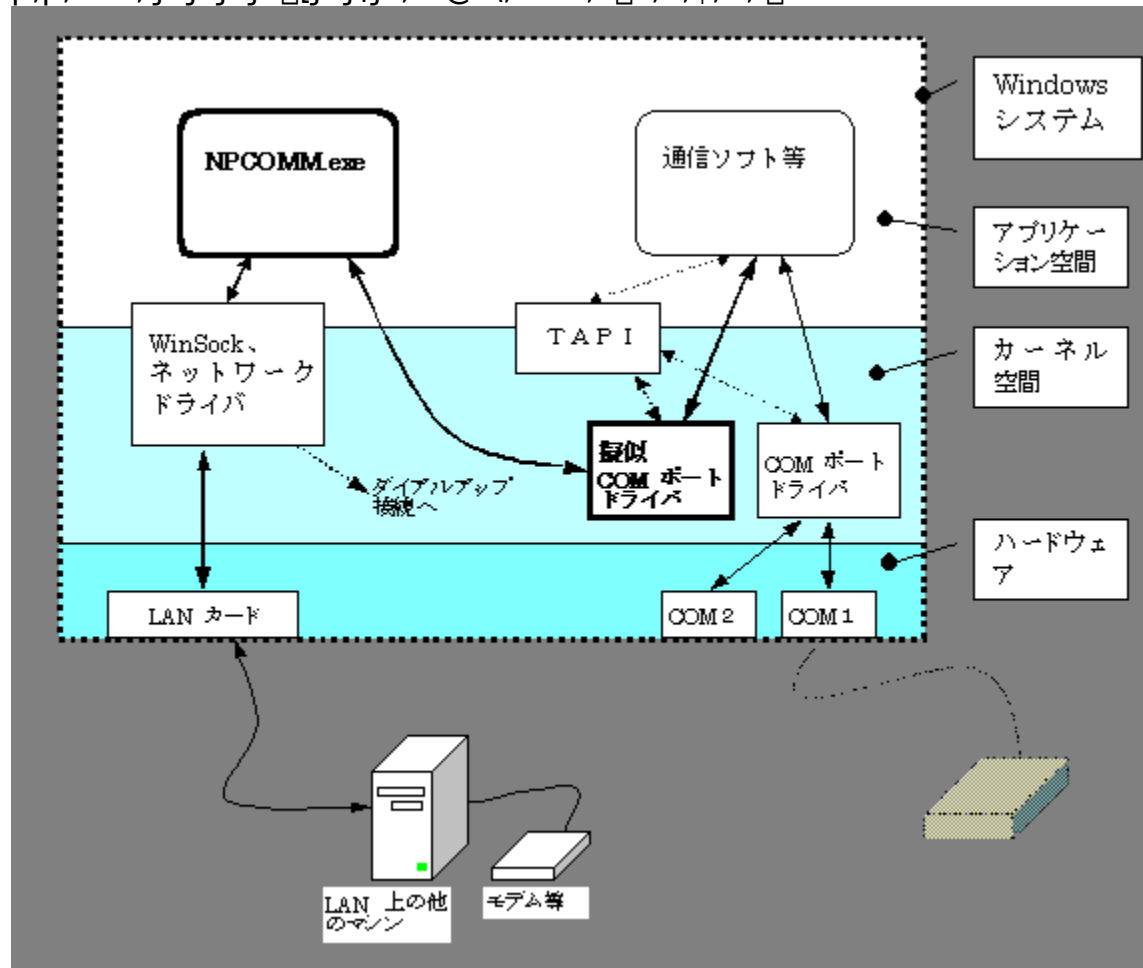 Windows
システム
NPCOMM.exe
通信ソフト等
アプリケー
ション空間
WinSock、
ネットワーク
ドライバ
ＴＡＰＩ
カーネル
空間
擬似
COM ポート
ドライバ
COM ポート
ドライバ
ダイアルアップ
接続へ
ハードウェ
ア
LAN カード
COM２
COM１
LAN 上の他
のマシン
モデム等